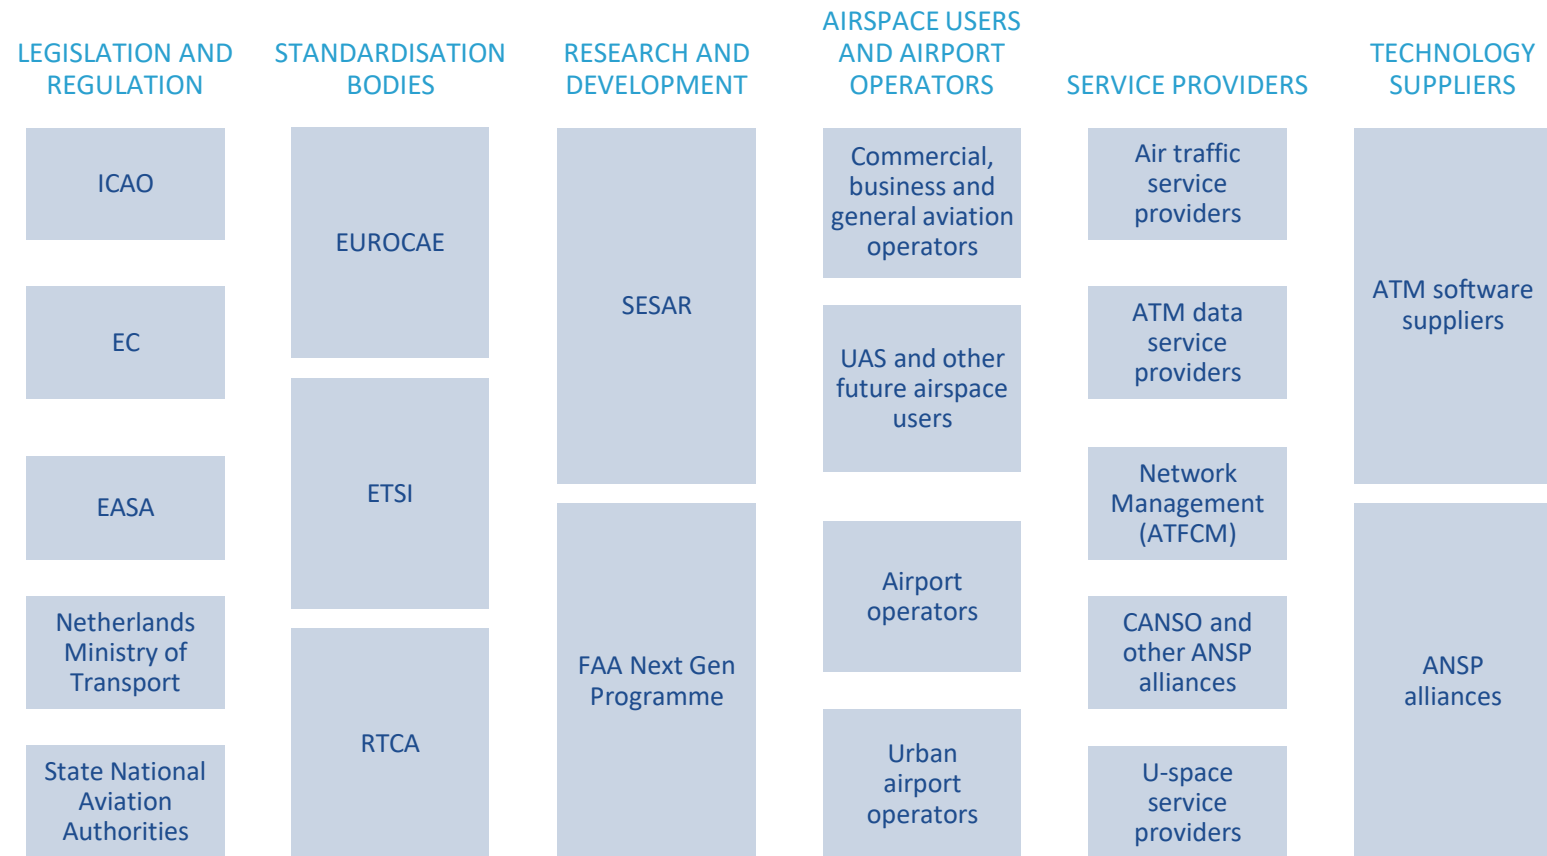 LEGISLATION AND
REGULATION
ICAO
EC
EASA
Netherlands
Ministry of
Transport
State National
Aviation
Authorities
STANDARDISATION
BODIES
EUROCAE
ETSI
RTCA
RESEARCH AND
DEVELOPMENT
SESAR
FAA Next Gen
Programme
AIRSPACE USERS
AND AIRPORT
OPERATORS
Commercial,
business and
general aviation
operators
UAS and other
future airspace
users
Airport
operators
Urban
airport
operators
SERVICE PROVIDERS
Air traffic
service
providers
ATM data
service
providers
Network
Management
(ATFCM)
CANSO and
other ANSP
alliances
U-space
service
providers
TECHNOLOGY
SUPPLIERS
ATM software
suppliers
ANSP
alliances